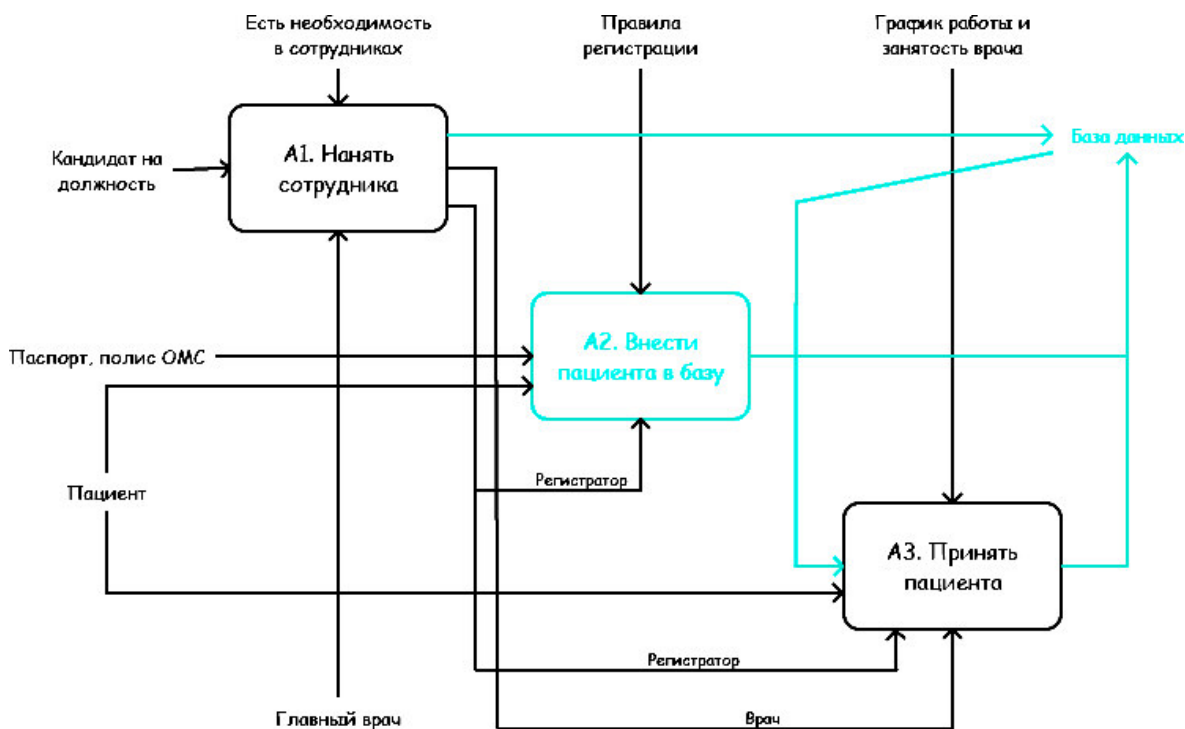 Есть необходимость
в сотрудниках
Правила
регистрации
График работы и
занятость врача
База данных
А1. Нанять
сотрудника
Кандидат на
должность
А2. Внести
пациента в базу
Паспорт, полис ОМС
Регистратор
Пациент
А3. Принять
пациента
Регистратор
Главный врач
Врач